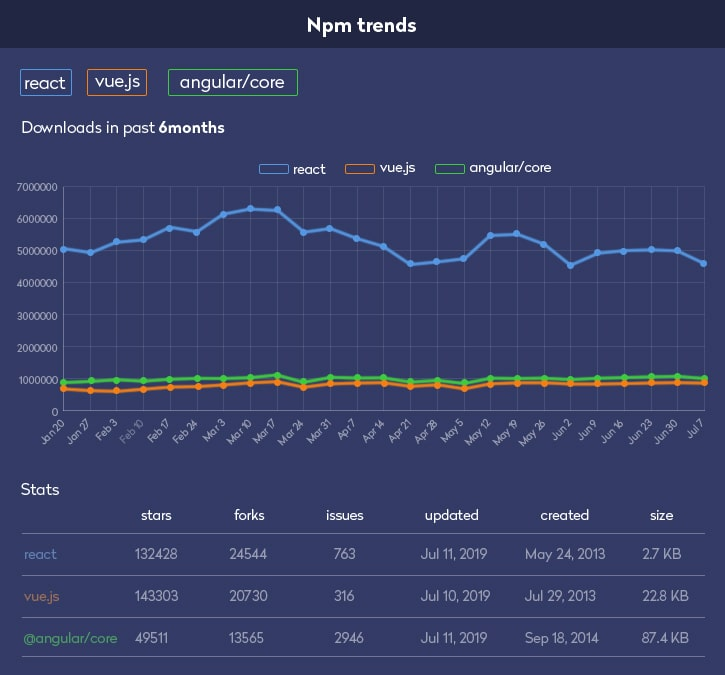 Npm trends
react vue.js angular/core
Downloads in past 6months
react vue.js angular/core
7000000
6000000
5000000
4000000
3000000
2000000
1000000
0
Jan 20 Jan 27 Feb 3 Feb 10 Feb 17 Feb 24 Mar 3 Mar 10 Mar 17 Mar 24 Mar 31 Apr 7 Apr 14 Apr 21 Apr 28 May 5 May 12 May 19 May 26 Jun 2 Jun 9 Jun 16 Jun 23 Jun 30 Jul 7
Stats
stars forks issues updated created size
react 132428 24544 763 Jul 11, 2019 May 24, 2013 2.7 KB
vue.js 143303 20730 316 Jul 10, 2019 Jul 29, 2013 22.8 KB
@angular/core 49511 13565 2946 Jul 11, 2019 Sep 18, 2014 87.4 KB